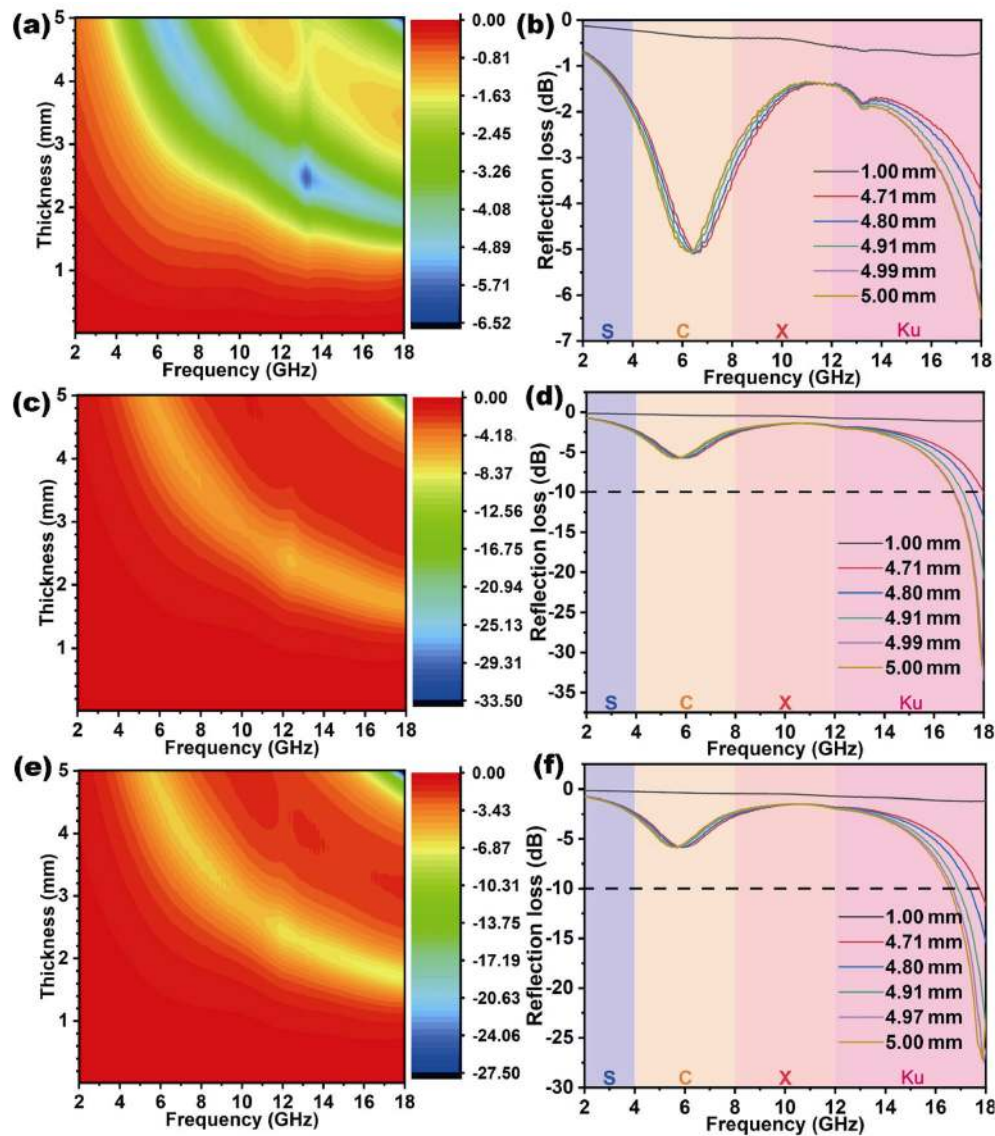 (a)
Thickness (mm)
5
4
3
2
1
2 4 6 8 10 12 14 16 18
Frequency (GHz)
0.00
-0.81
-1.63
-2.45
-3.26
-4.08
-4.89
-5.71
-6.52
(b)
Reflection loss (dB)
0
-1
-2
-3
-4
-5
-6
-7
1.00 mm
4.71 mm
4.80 mm
4.91 mm
4.99 mm
5.00 mm
S C X Ku
2 4 6 8 10 12 14 16 18
Frequency (GHz)
(c)
Thickness (mm)
5
4
3
2
1
2 4 6 8 10 12 14 16 18
Frequency (GHz)
0.00
-4.18
-8.37
-12.56
-16.75
-20.94
-25.13
-29.31
-33.50
(d)
Reflection loss (dB)
0
-5
-10
-15
-20
-25
-30
-35
1.00 mm
4.71 mm
4.80 mm
4.91 mm
4.99 mm
5.00 mm
S C X Ku
2 4 6 8 10 12 14 16 18
Frequency (GHz)
(e)
Thickness (mm)
5
4
3
2
1
2 4 6 8 10 12 14 16 18
Frequency (GHz)
0.00
-3.43
-6.87
-10.31
-13.75
-17.19
-20.63
-24.06
-27.50
(f)
Reflection loss (dB)
0
-5
-10
-15
-20
-25
-30
1.00 mm
4.71 mm
4.80 mm
4.91 mm
4.97 mm
5.00 mm
S C X Ku
2 4 6 8 10 12 14 16 18
Frequency (GHz)